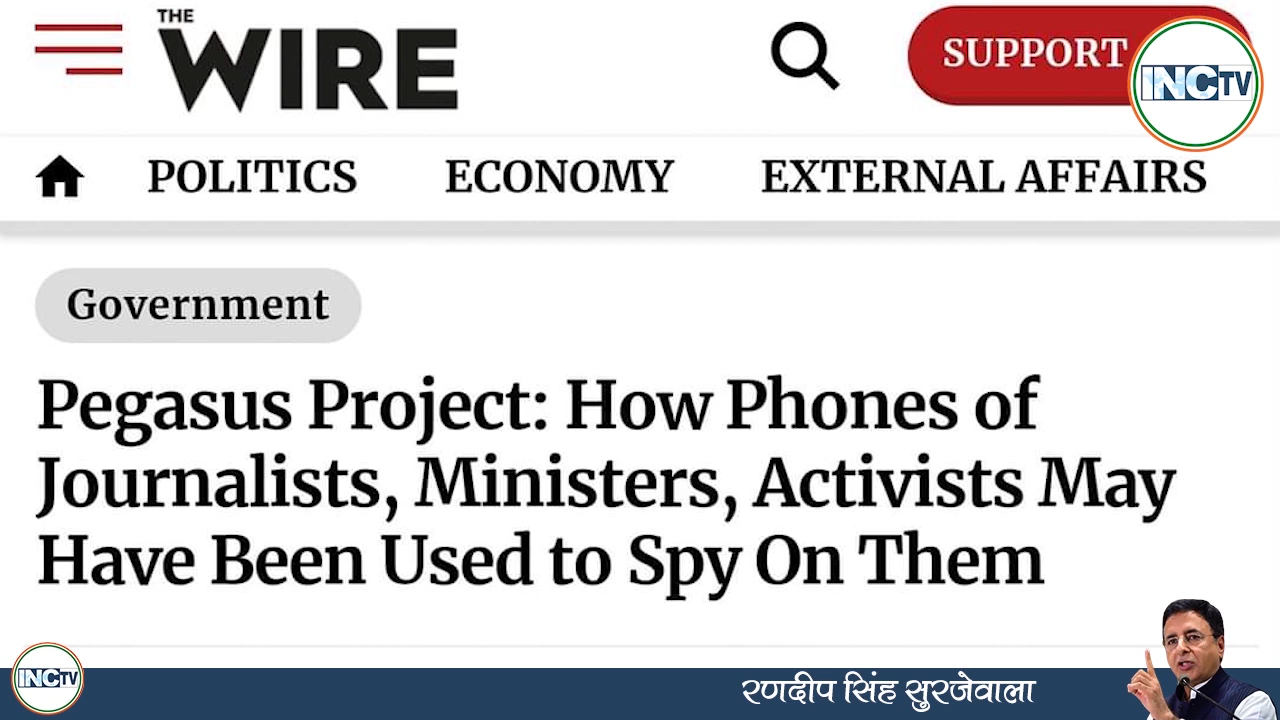 THE
WIRE
SUPPORT
INCTV
POLITICS ECONOMY EXTERNAL AFFAIRS
Government
Pegasus Project: How Phones of
Journalists, Ministers, Activists May
Have Been Used to Spy On Them
INCTV
रणदीप सिंह सुरजेवाला